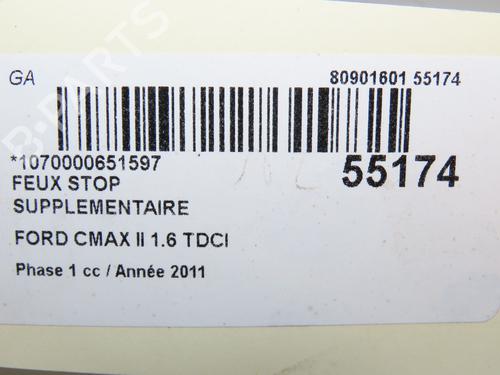 GA
80901601 55174
*1070000651597
55174
FEUX STOP
SUPPLEMENTAIRE
FORD CMAX II 1.6 TDCI
Phase 1 cc / Année 2011
B-PARTS